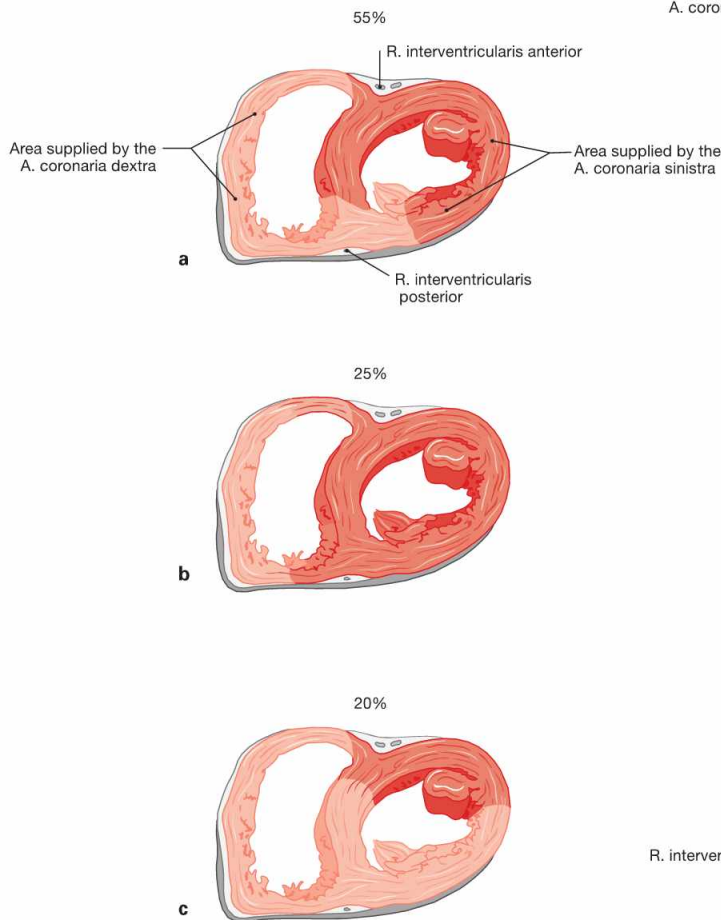 55%
A. coro
R. interventricularis anterior
Area supplied by the
A. coronaria dextra
Area supplied by the
A. coronaria sinistra
a
R. interventricularis
posterior
25%
b
20%
R. interver
c